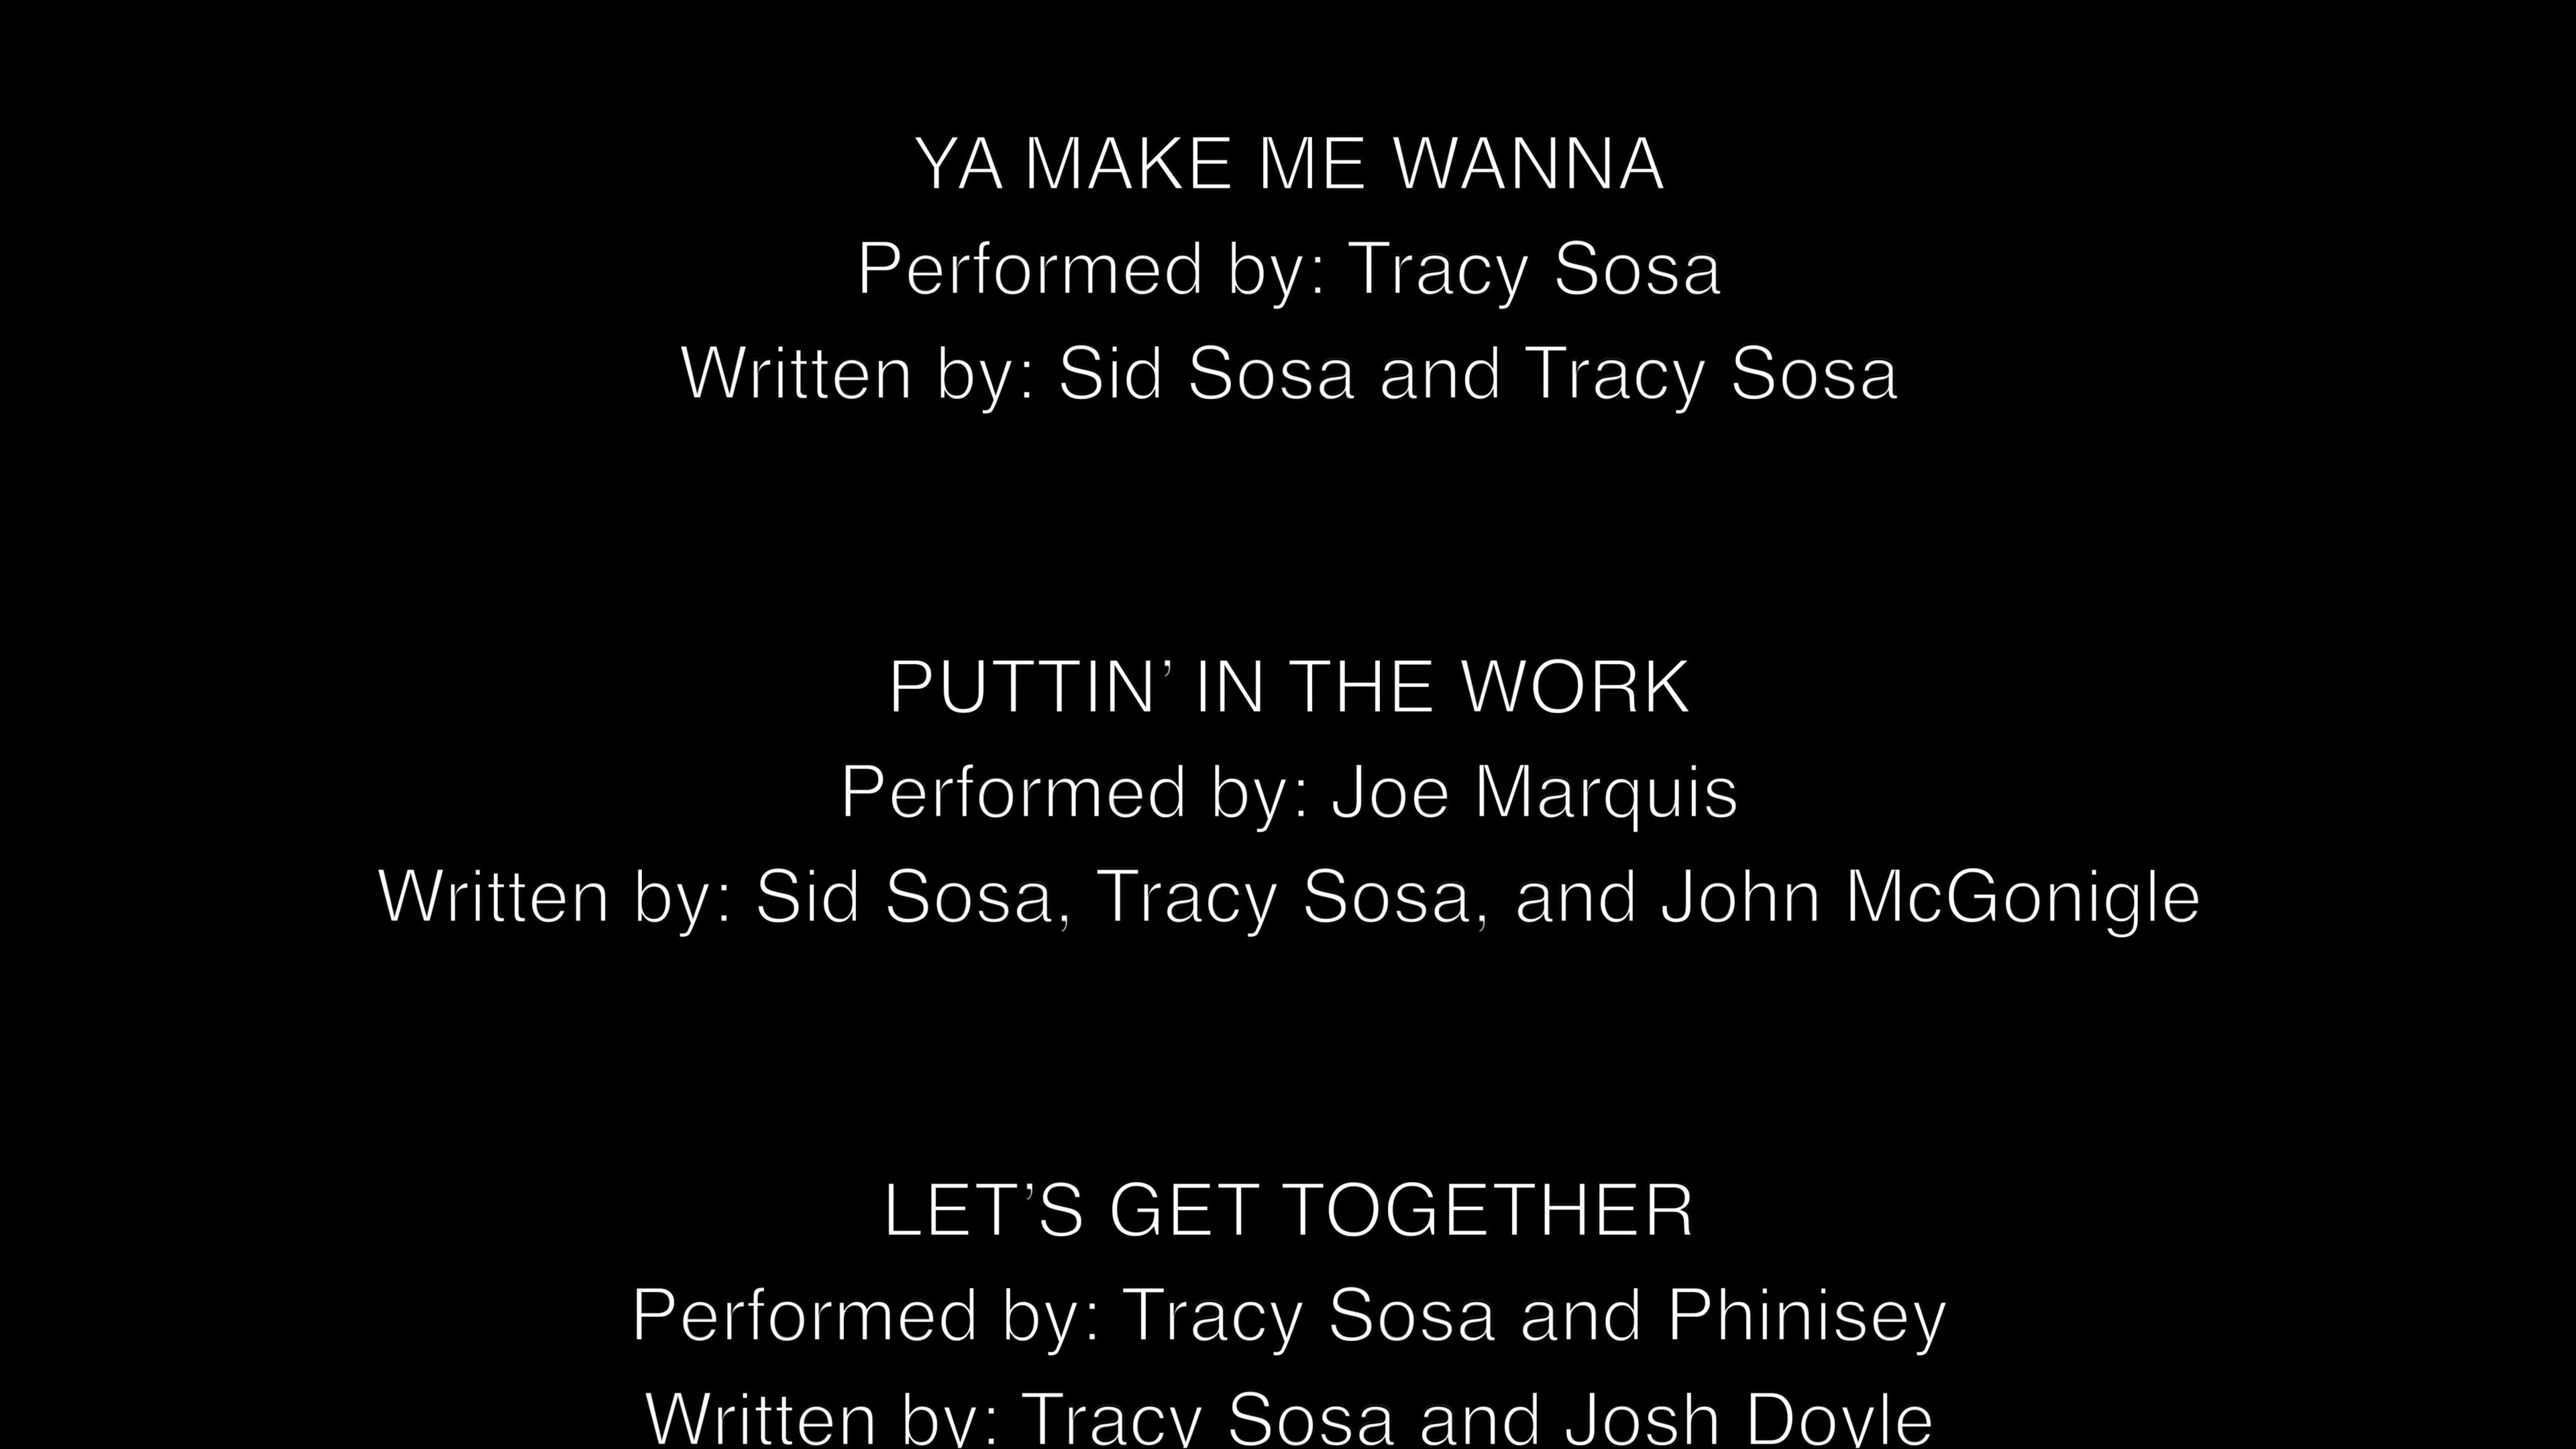 YA MAKE ME WANNA
Performed by: Tracy Sosa
Written by: Sid Sosa and Tracy Sosa
PUTTIN’ IN THE WORK
Performed by: Joe Marquis
Written by: Sid Sosa, Tracy Sosa, and John McGonigle
LET’S GET TOGETHER
Performed by: Tracy Sosa and Phinisey
Written by: Tracy Sosa and Josh Doyle